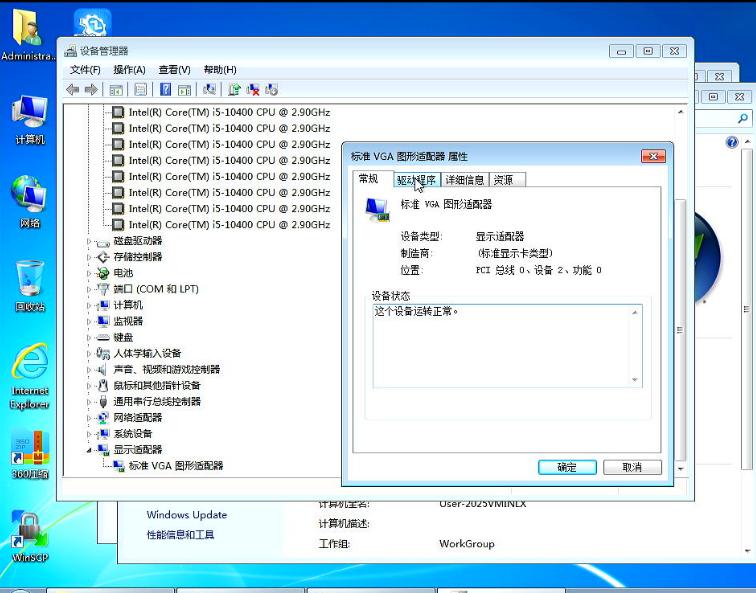 Administra...
计算机
网络
回收站
Internet
Explorer
360压缩
WinSCP
设备管理器
文件(F) 操作(A) 查看(V) 帮助(H)
Intel(R) Core(TM) i5-10400 CPU @ 2.90GHz
Intel(R) Core(TM) i5-10400 CPU @ 2.90GHz
Intel(R) Core(TM) i5-10400 CPU @ 2.90GHz
Intel(R) Core(TM) i5-10400 CPU @ 2.90GHz
Intel(R) Core(TM) i5-10400 CPU @ 2.90GHz
Intel(R) Core(TM) i5-10400 CPU @ 2.90GHz
Intel(R) Core(TM) i5-10400 CPU @ 2.90GHz
Intel(R) Core(TM) i5-10400 CPU @ 2.90GHz
磁盘驱动器
存储控制器
电池
端口 (COM 和 LPT)
计算机
监视器
键盘
人体学输入设备
声音、视频和游戏控制器
鼠标和其他指针设备
通用串行总线控制器
网络适配器
系统设备
显示适配器
标准 VGA 图形适配器
标准 VGA 图形适配器 属性
常规 驱动程序 详细信息 资源
标准 VGA 图形适配器
设备类型: 显示适配器
制造商: (标准显示卡类型)
位置: PCI 总线 0、设备 2、功能 0
设备状态
这个设备运转正常。
确定 取消
Windows Update
性能信息和工具
计算机全名: User-2025VMINLX
计算机描述:
工作组: WorkGroup